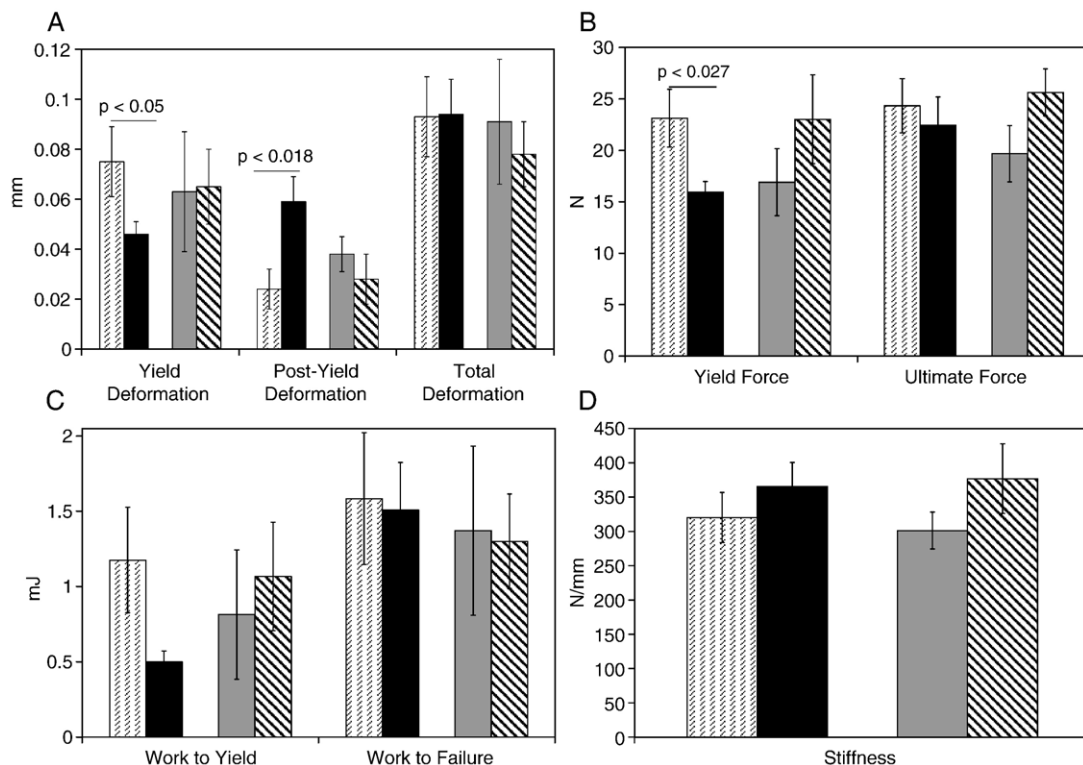 A
mm
0.12
0.1
0.08
0.06
0.04
0.02
0
p < 0.05
p < 0.018
Yield Deformation
Post-Yield Deformation
Total Deformation
B
N
30
25
20
15
10
5
0
p < 0.027
Yield Force
Ultimate Force
C
mJ
2
1.5
1
0.5
0
Work to Yield
Work to Failure
D
N/mm
450
400
350
300
250
200
150
100
50
0
Stiffness